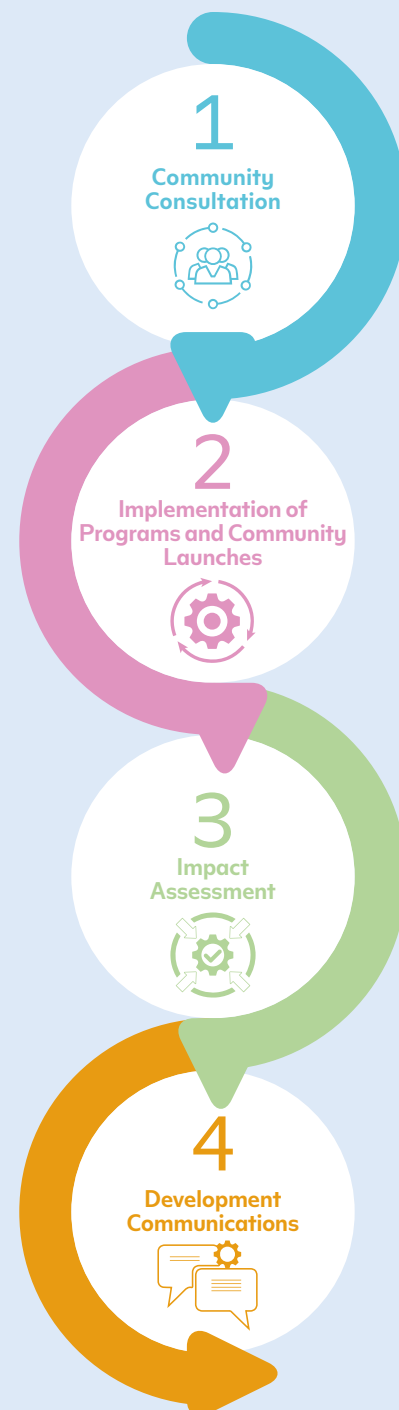 1
Community
Consultation
2
Implementation of
Programs and Community
Launches
3
Impact
Assessment
4
Development
Communications